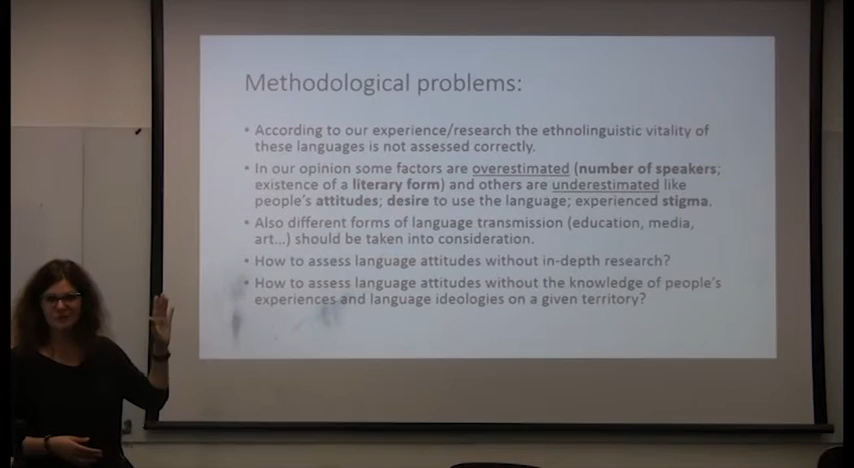 Methodological problems:
• According to our experience/research the ethnolinguistic vitality of
these languages is not assessed correctly.
• In our opinion some factors are overestimated (number of speakers;
existence of a literary form) and others are underestimated like
people's attitudes; desire to use the language; experienced stigma.
• Also different forms of language transmission (education, media,
art...) should be taken into consideration.
• How to assess language attitudes without in-depth research?
• How to assess language attitudes without the knowledge of people's
experiences and language ideologies on a given territory?